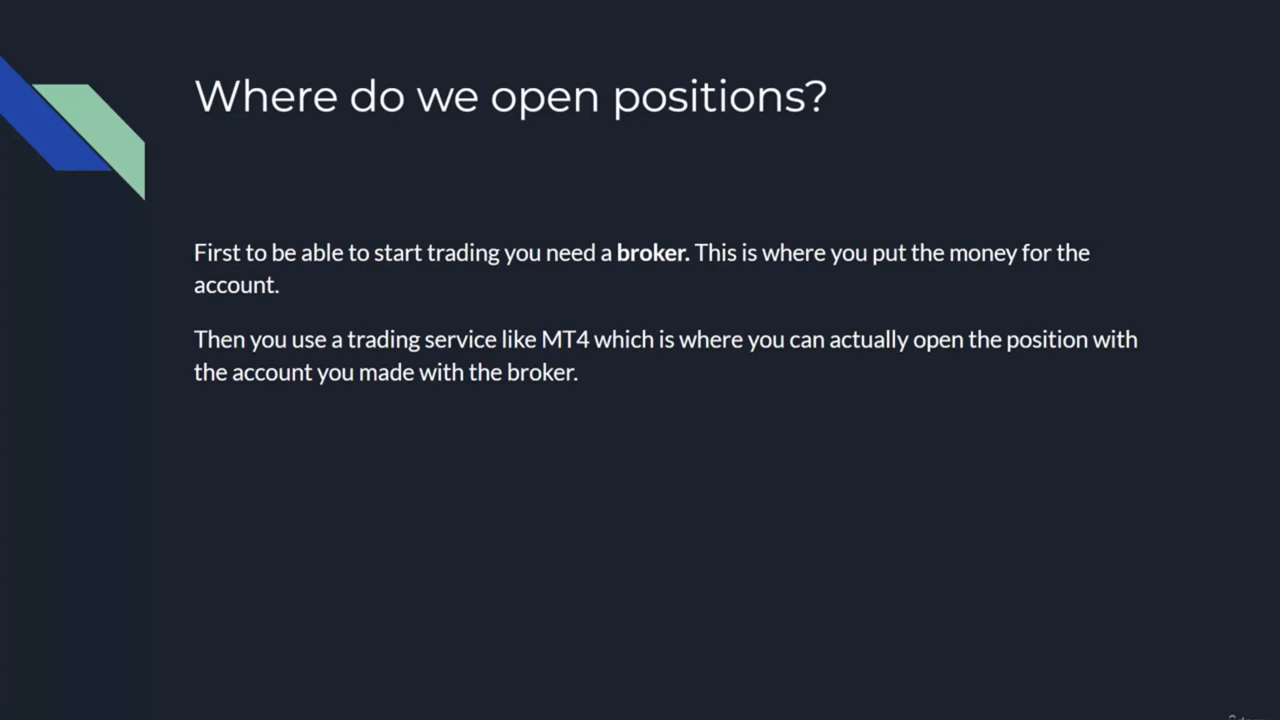 Where do we open positions?
First to be able to start trading you need a broker. This is where you put the money for the
account.
Then you use a trading service like MT4 which is where you can actually open the position with
the account you made with the broker.